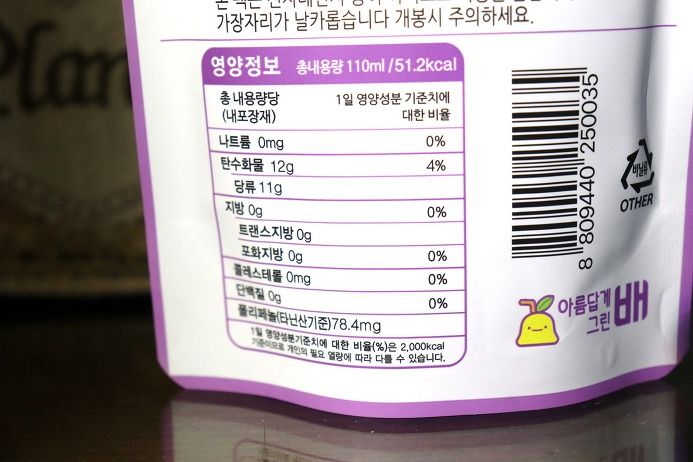 가장자리가 날카롭습니다 개봉시 주의하세요.
Plan
영양정보 총내용량 110ml/51.2kcal
총 내용량당 1일 영양성분 기준치에
(내포장재) 대한 비율
나트륨 0mg 0%
탄수화물 12g 4%
당류 11g
지방 0g 0%
트랜스지방 0g
포화지방 0g 0%
콜레스테롤 0mg 0%
단백질 0g 0%
폴리페놀(타닌산기준)78.4mg
1일 영양성분기준치에 대한 비율(%)은 2,000kcal
기준이므로 개인의 필요 열량에 따라 다를 수 있습니다.
8 809440 250035
비닐류
OTHER
아름답게
그린 배